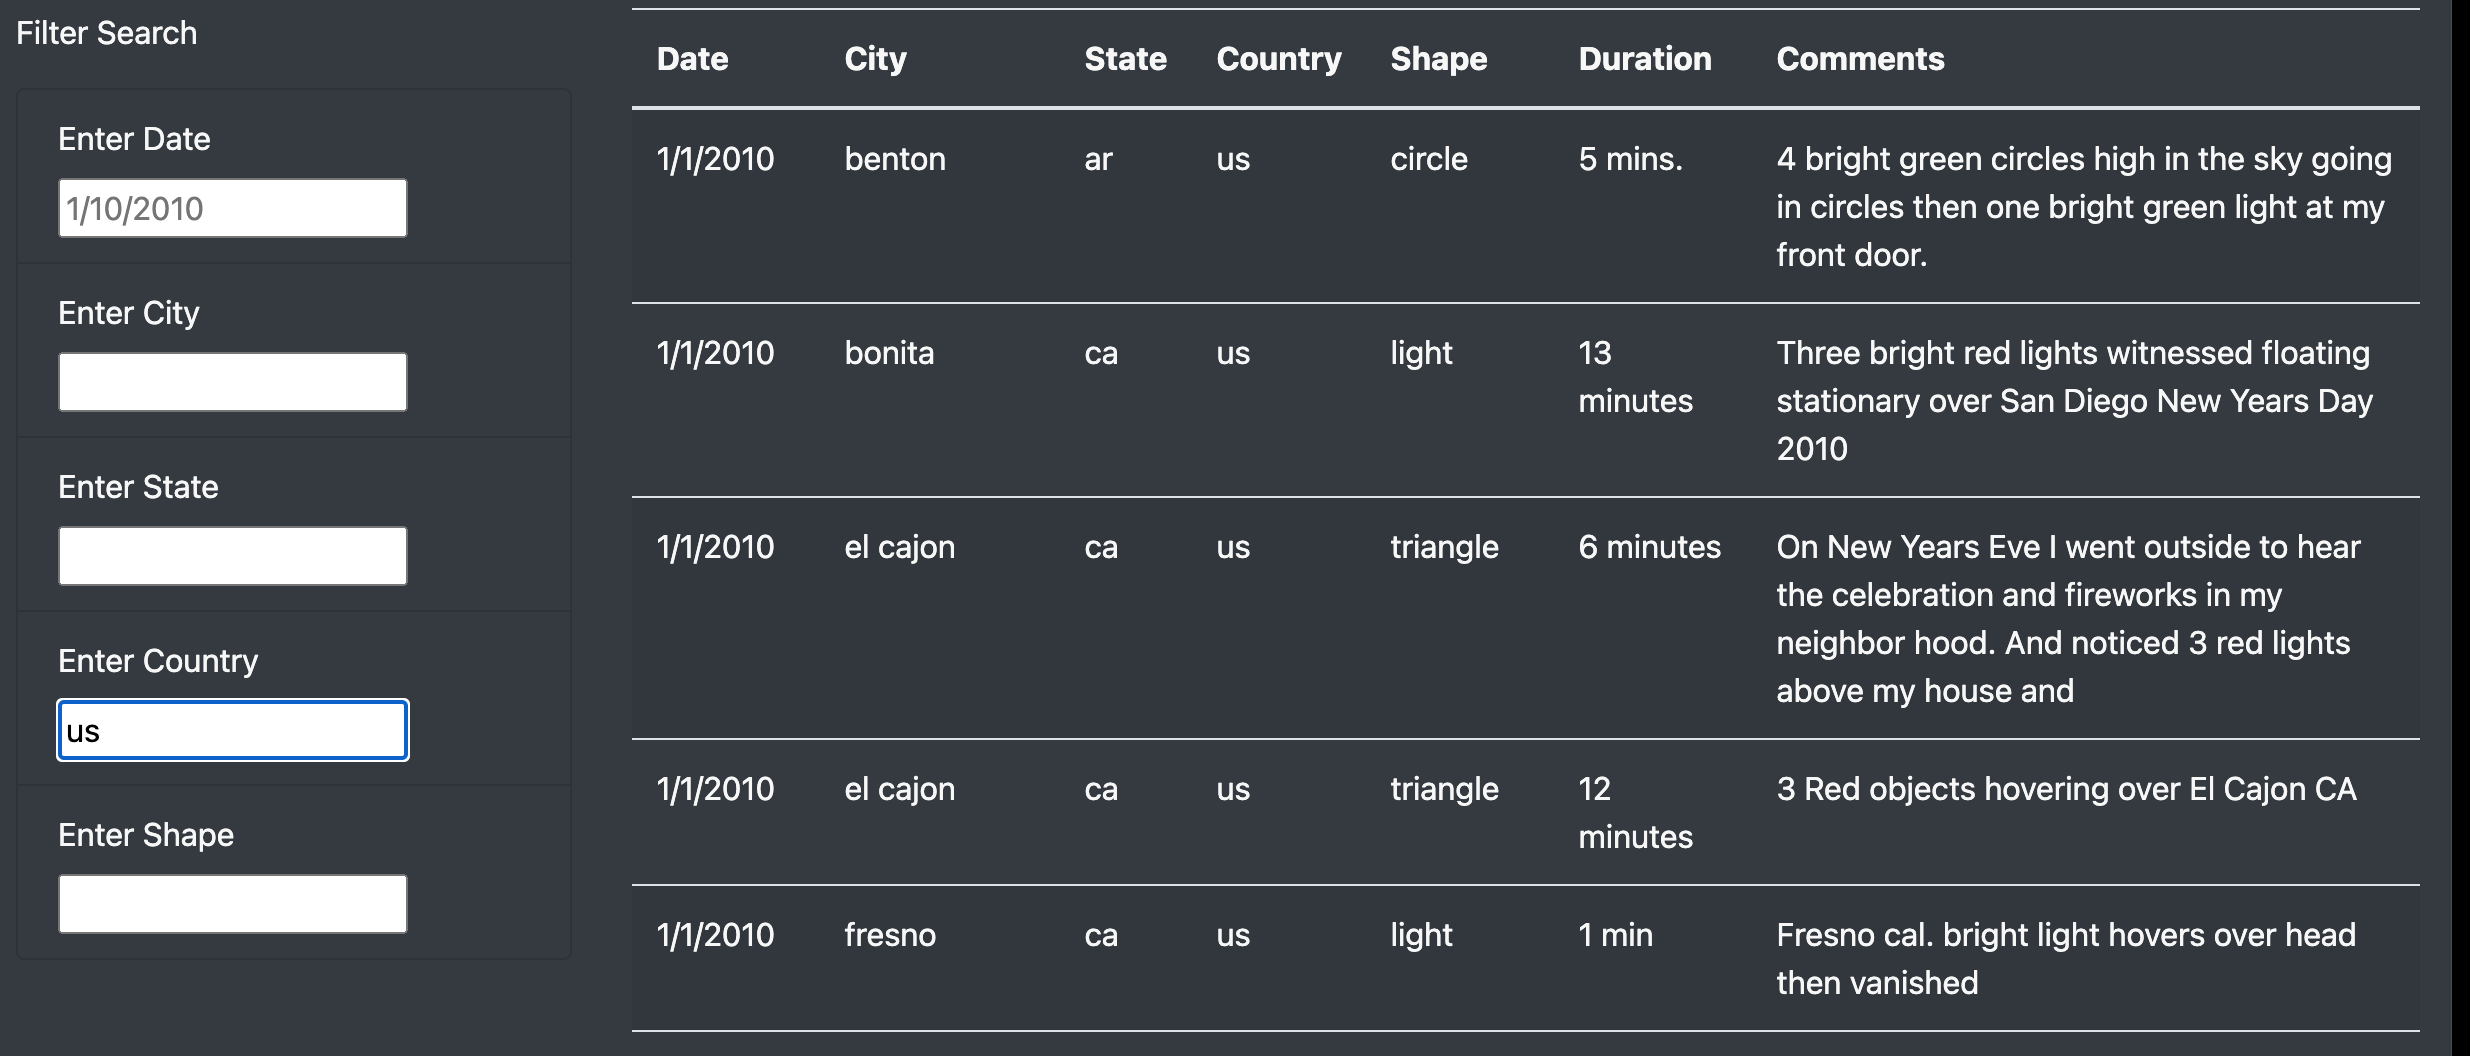 Filter Search
Enter Date
1/10/2010
Enter City
Enter State
Enter Country
us
Enter Shape
Date City State Country Shape Duration Comments
1/1/2010 benton ar us circle 5 mins. 4 bright green circles high in the sky going
in circles then one bright green light at my
front door.
1/1/2010 bonita ca us light 13 Three bright red lights witnessed floating
minutes stationary over San Diego New Years Day
2010
1/1/2010 el cajon ca us triangle 6 minutes On New Years Eve I went outside to hear
the celebration and fireworks in my
neighbor hood. And noticed 3 red lights
above my house and
1/1/2010 el cajon ca us triangle 12 3 Red objects hovering over El Cajon CA
minutes
1/1/2010 fresno ca us light 1 min Fresno cal. bright light hovers over head
then vanished